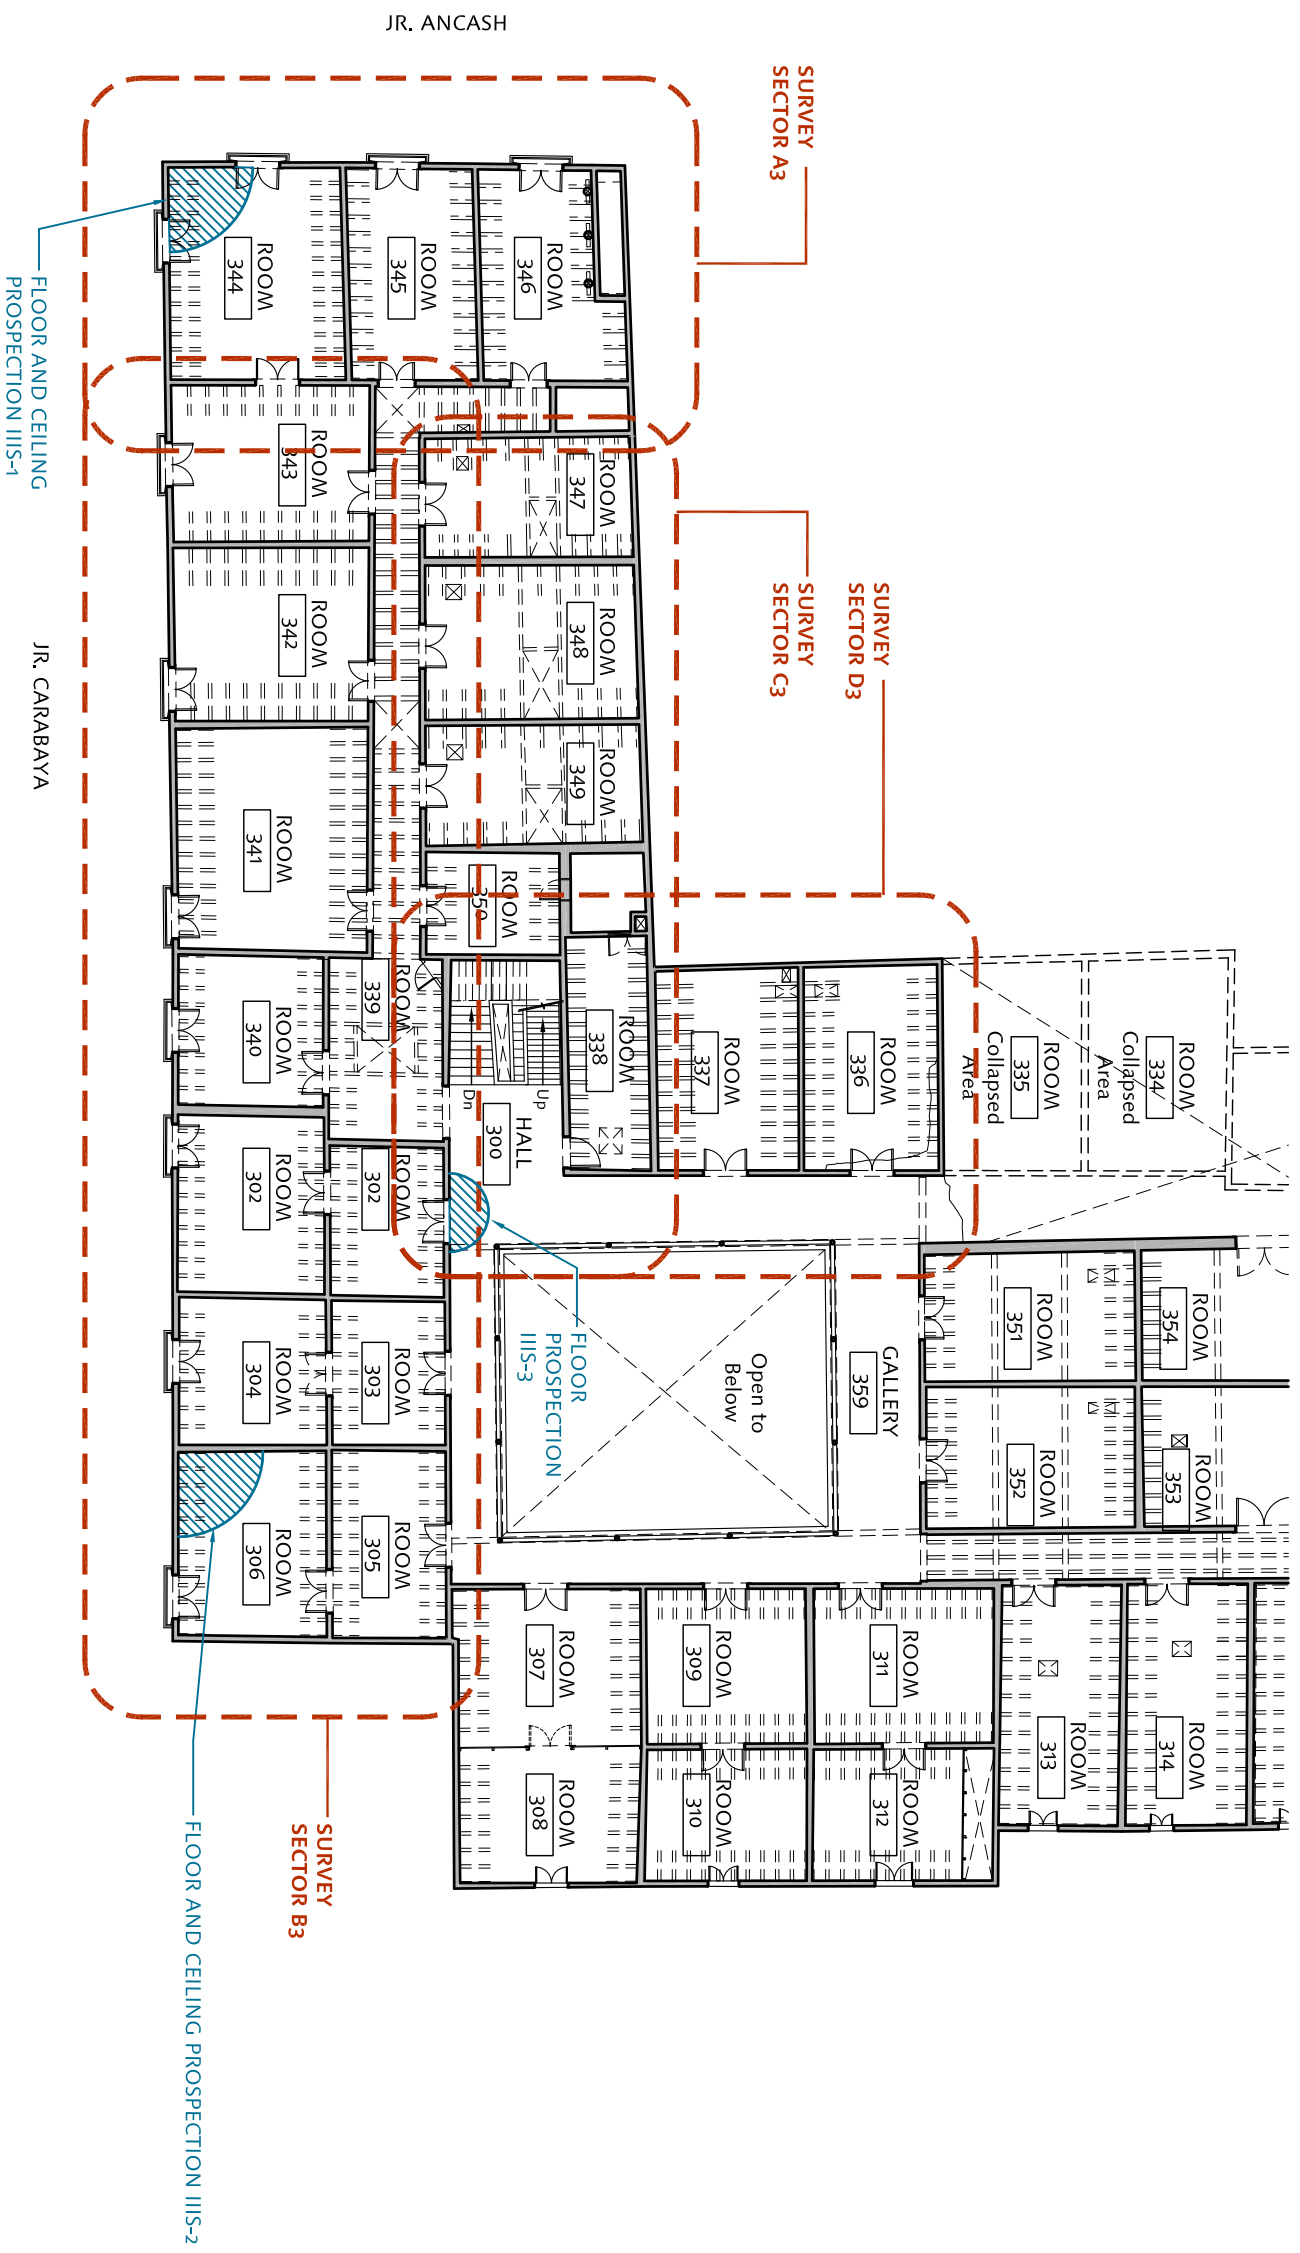 JR. ANCASH
SURVEY
SECTOR A3
SURVEY
SECTOR C3
SURVEY
SECTOR D3
ROOM
346
ROOM
345
ROOM
344
FLOOR AND CEILING
PROSPECTION IIIS-1
ROOM
347
ROOM
343
ROOM
348
ROOM
342
JR. CARABAYA
ROOM
349
ROOM
341
ROOM
350
ROOM
339
ROOM
340
ROOM
338
Up
Dn
HALL
300
ROOM
337
ROOM
336
ROOM
335
Collapsed
Area
ROOM
334
Collapsed
Area
ROOM
302
ROOM
302
ROOM
303
ROOM
304
ROOM
305
ROOM
306
FLOOR
PROSPECTION
IIIS-3
Open to
Below
GALLERY
359
ROOM
351
ROOM
354
ROOM
352
ROOM
353
ROOM
307
ROOM
308
ROOM
309
ROOM
310
ROOM
311
ROOM
312
ROOM
313
ROOM
314
SURVEY
SECTOR B3
FLOOR AND CEILING PROSPECTION IIIS-2